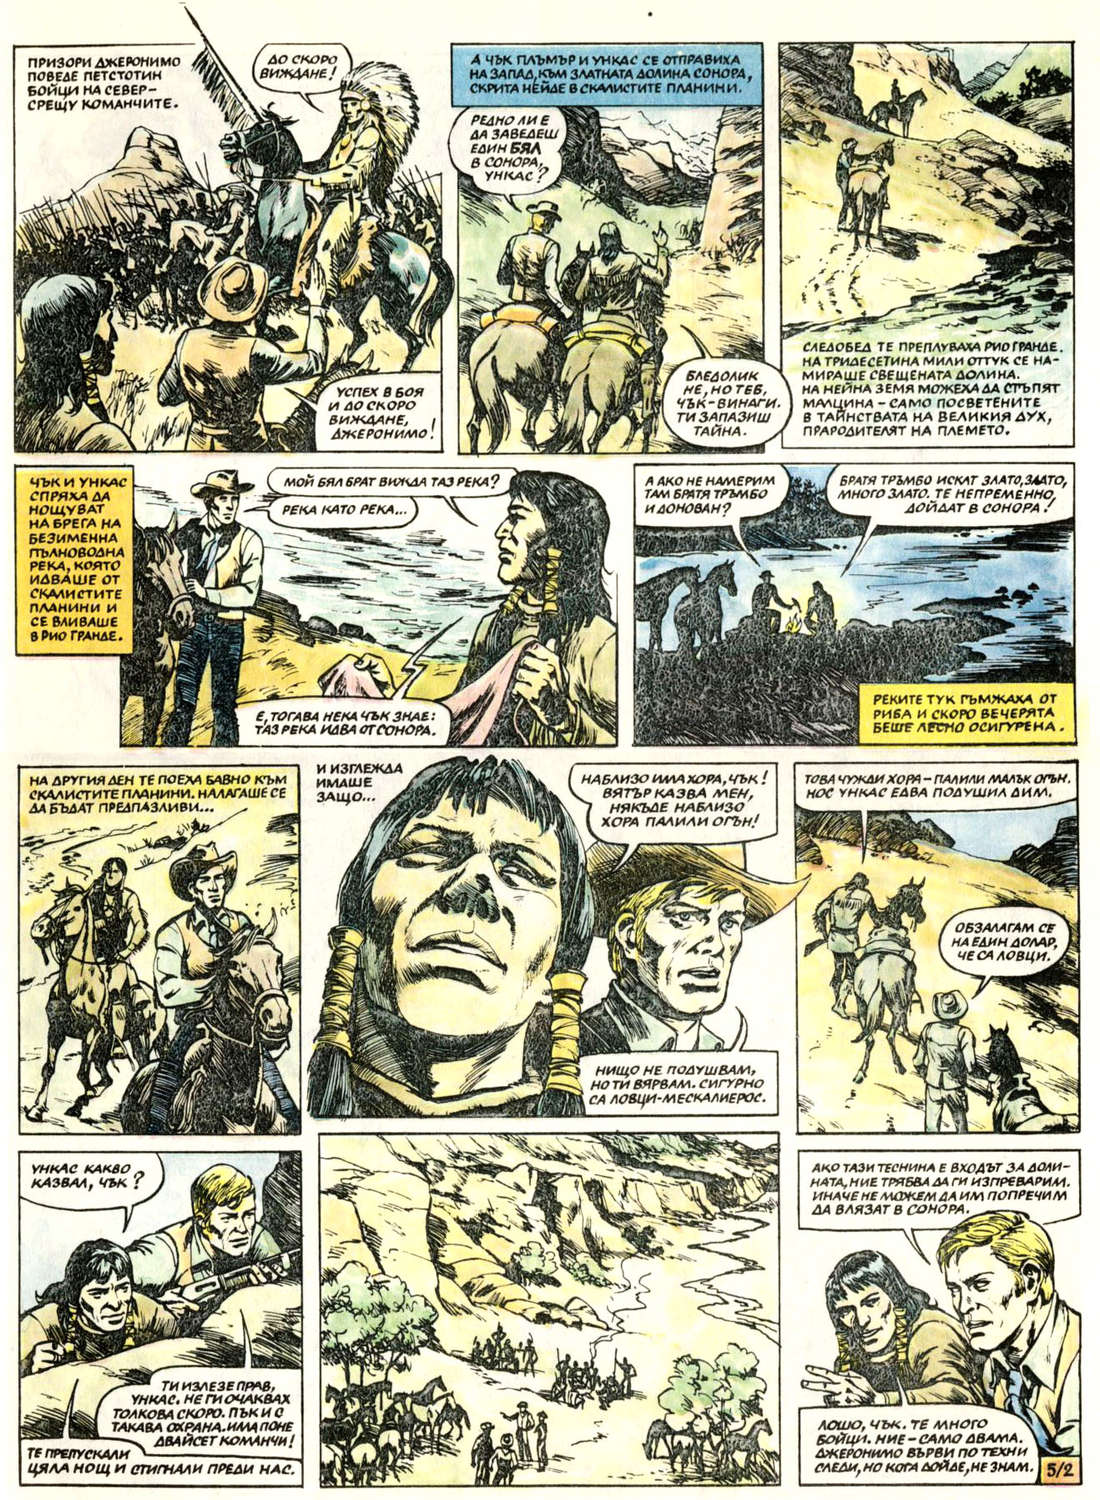 ПРИЗОРИ ДЖЕРОНИМО
ПОВЕДЕ ПЕТСТОТИН
БОЙЦИ НА СЕВЕР-
СРЕЩУ КОМАНЧИТЕ.
ДО СКОРО
ВИЖДАНЕ!
УСПЕХ В БОЯ
И ДО СКОРО
ВИЖДАНЕ,
ДЖЕРОНИМО!
А ЧЪК ПЛЪМЪР И УНКАС СЕ ОТПРАВИХА
НА ЗАПАД, КЪМ ЗЛАТНАТА ДОЛИНА СОНОРА,
СКРИТА НЕЙДЕ В СКАЛИСТИТЕ ПЛАНИНИ.
РЕДНО ЛИ Е
ДА ЗАВЕДЕШ
ЕДИН БЯЛ
В СОНОРА,
УНКАС?
БЛЕДОЛИК
НЕ, НО ТЕБ,
ЧЪК-ВИНАГИ.
ТИ ЗАПАЗИШ
ТАЙНА.
СЛЕДОБЕД ТЕ ПРЕПЛУВАХА РИО ГРАНДЕ.
НА ТРИДЕСЕТИНА МИЛИ ОТТУК СЕ НА-
МИРАШЕ СВЕЩЕНАТА ДОЛИНА.
НА НЕЙНА ЗЕМЯ МОЖЕХА ДА СТЪПЯТ
МАЛЦИНА - САМО ПОСВЕТЕНИТЕ
В ТАЙНСТВАТА НА ВЕЛИКИЯ ДУХ,
ПРАРОДИТЕЛЯТ НА ПЛЕМЕТО.
ЧЪК И УНКАС
СПРЯХА ДА
НОЩУВАТ
НА БРЕГА НА
БЕЗИМЕННА
ПЪЛНОВОДНА
РЕКА, КОЯТО
ИДВАШЕ ОТ
СКАЛИСТИТЕ
ПЛАНИНИ И
СЕ ВЛИВАШЕ
В РИО ГРАНДЕ.
МОЙ БЯЛ БРАТ ВИЖДА ТАЗ РЕКА?
РЕКА КАТО РЕКА...
Е, ТОГАВА НЕКА ЧЪК ЗНАЕ:
ТАЗ РЕКА ИДВА ОТ СОНОРА.
А АКО НЕ НАМЕРИМ
ТАМ БРАТЯ ТРЪМБО
И ДОНОВАН?
БРАТЯ ТРЪМБО ИСКАТ ЗЛАТО, ЗЛАТО,
МНОГО ЗЛАТО. ТЕ НЕПРЕМЕННО,
ДОЙДАТ В СОНОРА!
РЕКИТЕ ТУК ГЪМЖАХА ОТ
РИБА И СКОРО ВЕЧЕРЯТА
БЕШЕ ЛЕСНО ОСИГУРЕНА.
НА ДРУГИЯ ДЕН ТЕ ПОЕХА БАВНО КЪМ
СКАЛИСТИТЕ ПЛАНИНИ. НАЛАГАШЕ СЕ
ДА БЪДАТ ПРЕДПАЗЛИВИ...
И ИЗГЛЕЖДА
ИМАШЕ
ЗАЩО...
НАБЛИЗО ИМА ХОРА, ЧЪК!
ВЯТЪР КАЗВА МЕН,
НЯКЪДЕ НАБЛИЗО
ХОРА ПАЛИЛИ ОГЪН!
НИЩО НЕ ПОДУШВАМ,
НО ТИ ВЯРВАМ. СИГУРНО
СА ЛОВЦИ-МЕСКАЛИЕРОС.
ТОВА ЧУЖДИ ХОРА - ПАЛИЛИ МАЛЪК ОГЪН.
НОС УНКАС ЕДВА ПОДУШИЛ ДИМ.
ОБЗАЛАГАМ СЕ
НА ЕДИН ДОЛАР,
ЧЕ СА ЛОВЦИ.
УНКАС КАКВО
КАЗВАЛ, ЧЪК?
ТИ ИЗЛЕЗЕ ПРАВ,
УНКАС. НЕ ГИ ОЧАКВАХ
ТОЛКОВА СКОРО. ПЪК И С
ТАКАВА ОХРАНА. ИМА ПОНЕ
ДВАЙСЕТ КОМАНЧИ!
ТЕ ПРЕПУСКАЛИ
ЦЯЛА НОЩ И СТИГНАЛИ ПРЕДИ НАС.
АКО ТАЗИ ТЕСНИНА Е ВХОДЪТ ЗА ДОЛИ-
НАТА, НИЕ ТРЯБВА ДА ГИ ИЗПРЕВАРИМ.
ИНАЧЕ НЕ МОЖЕМ ДА ИМ ПОПРЕЧИМ
ДА ВЛЯЗАТ В СОНОРА.
ЛОШО, ЧЪК. ТЕ МНОГО
БОЙЦИ. НИЕ - САМО ДВАМА.
ДЖЕРОНИМО ВЪРВИ ПО ТЕХНИ
СЛЕДИ, НО КОГА ДОЙДЕ, НЕ ЗНАМ.
5/2